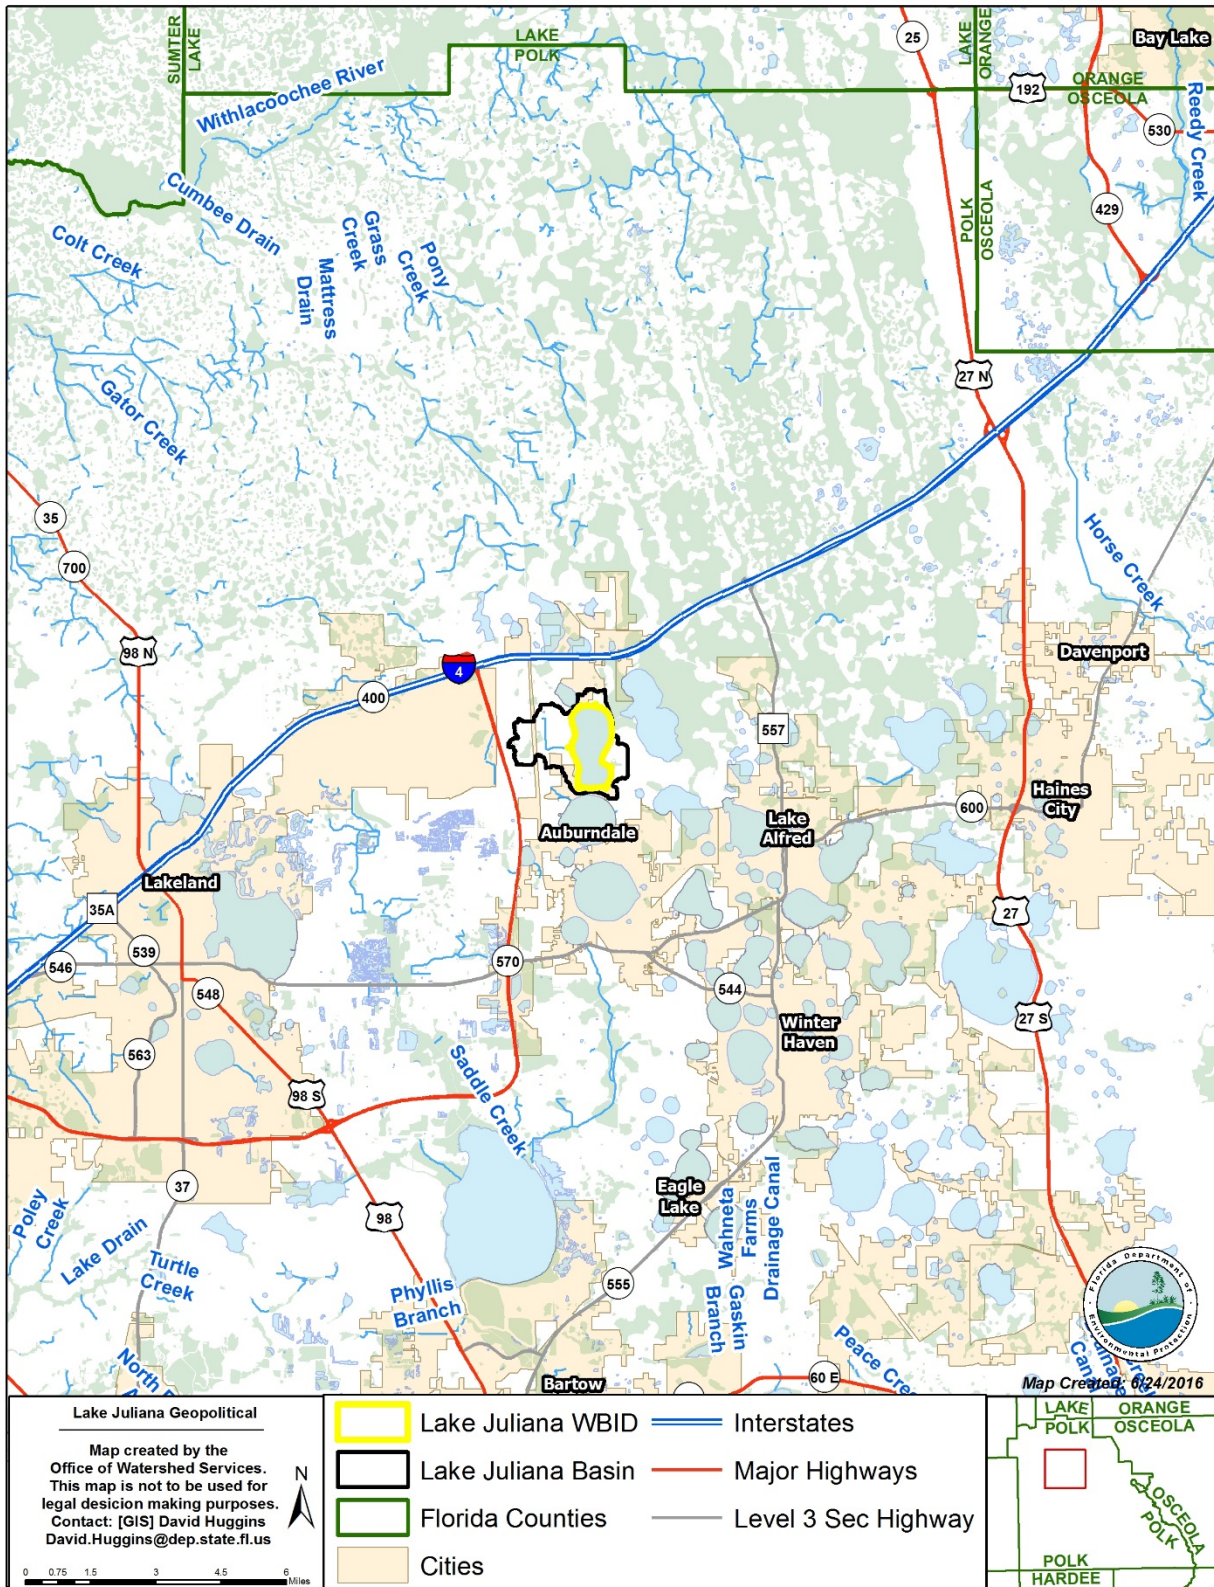 SUMTER
LAKE
LAKE
POLK
25
LAKE
ORANGE
Bay Lake
192
ORANGE
OSCEOLA
530
Reedy Creek
Withlacoochee River
Cumbee Drain
Colt Creek
Grass
Creek
Pony
Creek
Mattress
Drain
POLK
OSCEOLA
429
Gator Creek
27 N
35
700
Horse Creek
98 N
Davenport
4
400
557
Haines
City
600
Lake
Alfred
Auburndale
Lakeland
35A
27
539
570
546
548
544
27 S
Winter
Haven
563
98 S
Saddle Creek
37
Eagle
Lake
98
Poley
Creek
Lake Drain
Turtle
Creek
Wahneta
Farms
Drainage Canal
555
Phyllis
Branch
Gaskin
Branch
Florida Department of
Environmental Protection
Peace Cree
60 E
Bartow
North
Canal
Map Created: 6/24/2016
Lake Juliana Geopolitical
Map created by the
Office of Watershed Services.
This map is not to be used for
legal desicion making purposes.
Contact: [GIS] David Huggins
David.Huggins@dep.state.fl.us
N
0 0.75 1.5 3 4.5 6
Miles
Lake Juliana WBID
Lake Juliana Basin
Florida Counties
Cities
Interstates
Major Highways
Level 3 Sec Highway
LAKE
POLK
ORANGE
OSCEOLA
OSCEOLA
POLK
POLK
HARDEE